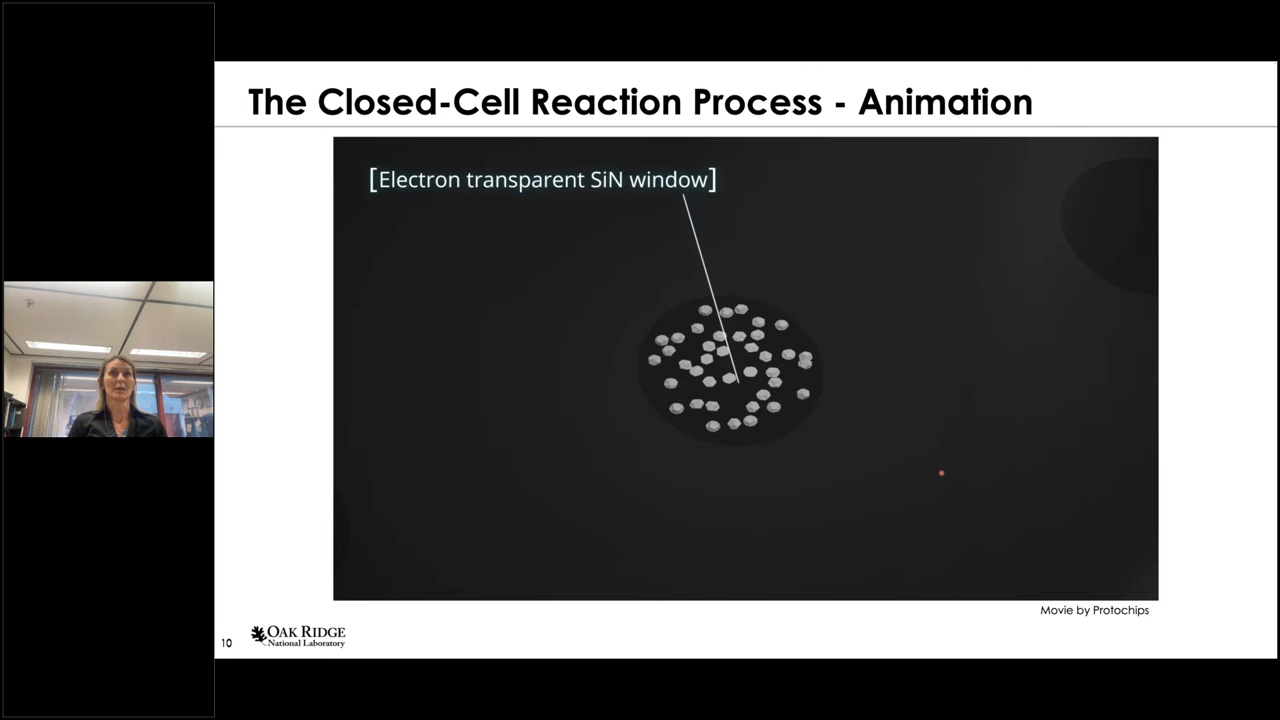 The Closed-Cell Reaction Process - Animation
[Electron transparent SiN window]
Movie by Protochips
10
OAK RIDGE
National Laboratory